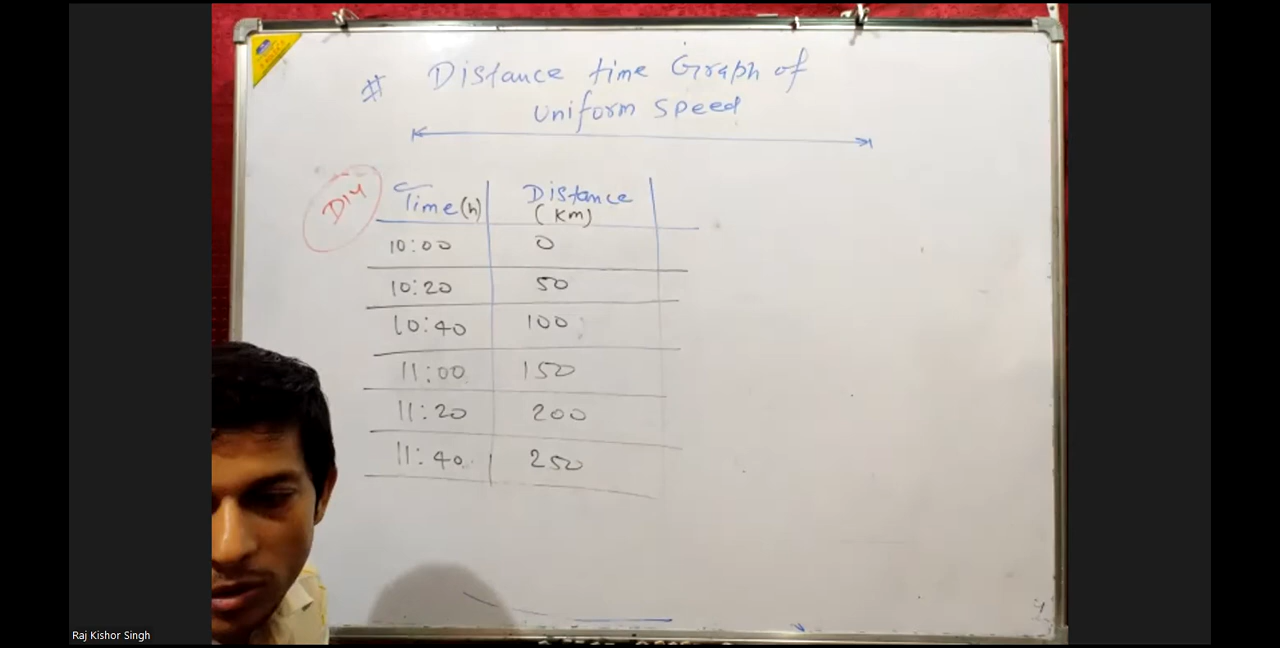 # Distance time Graph of
uniform speed
DIY
Time (h) Distance (Km)
10:00 0
10:20 50
10:40 100
11:00 150
11:20 200
11:40 250
Raj Kishor Singh